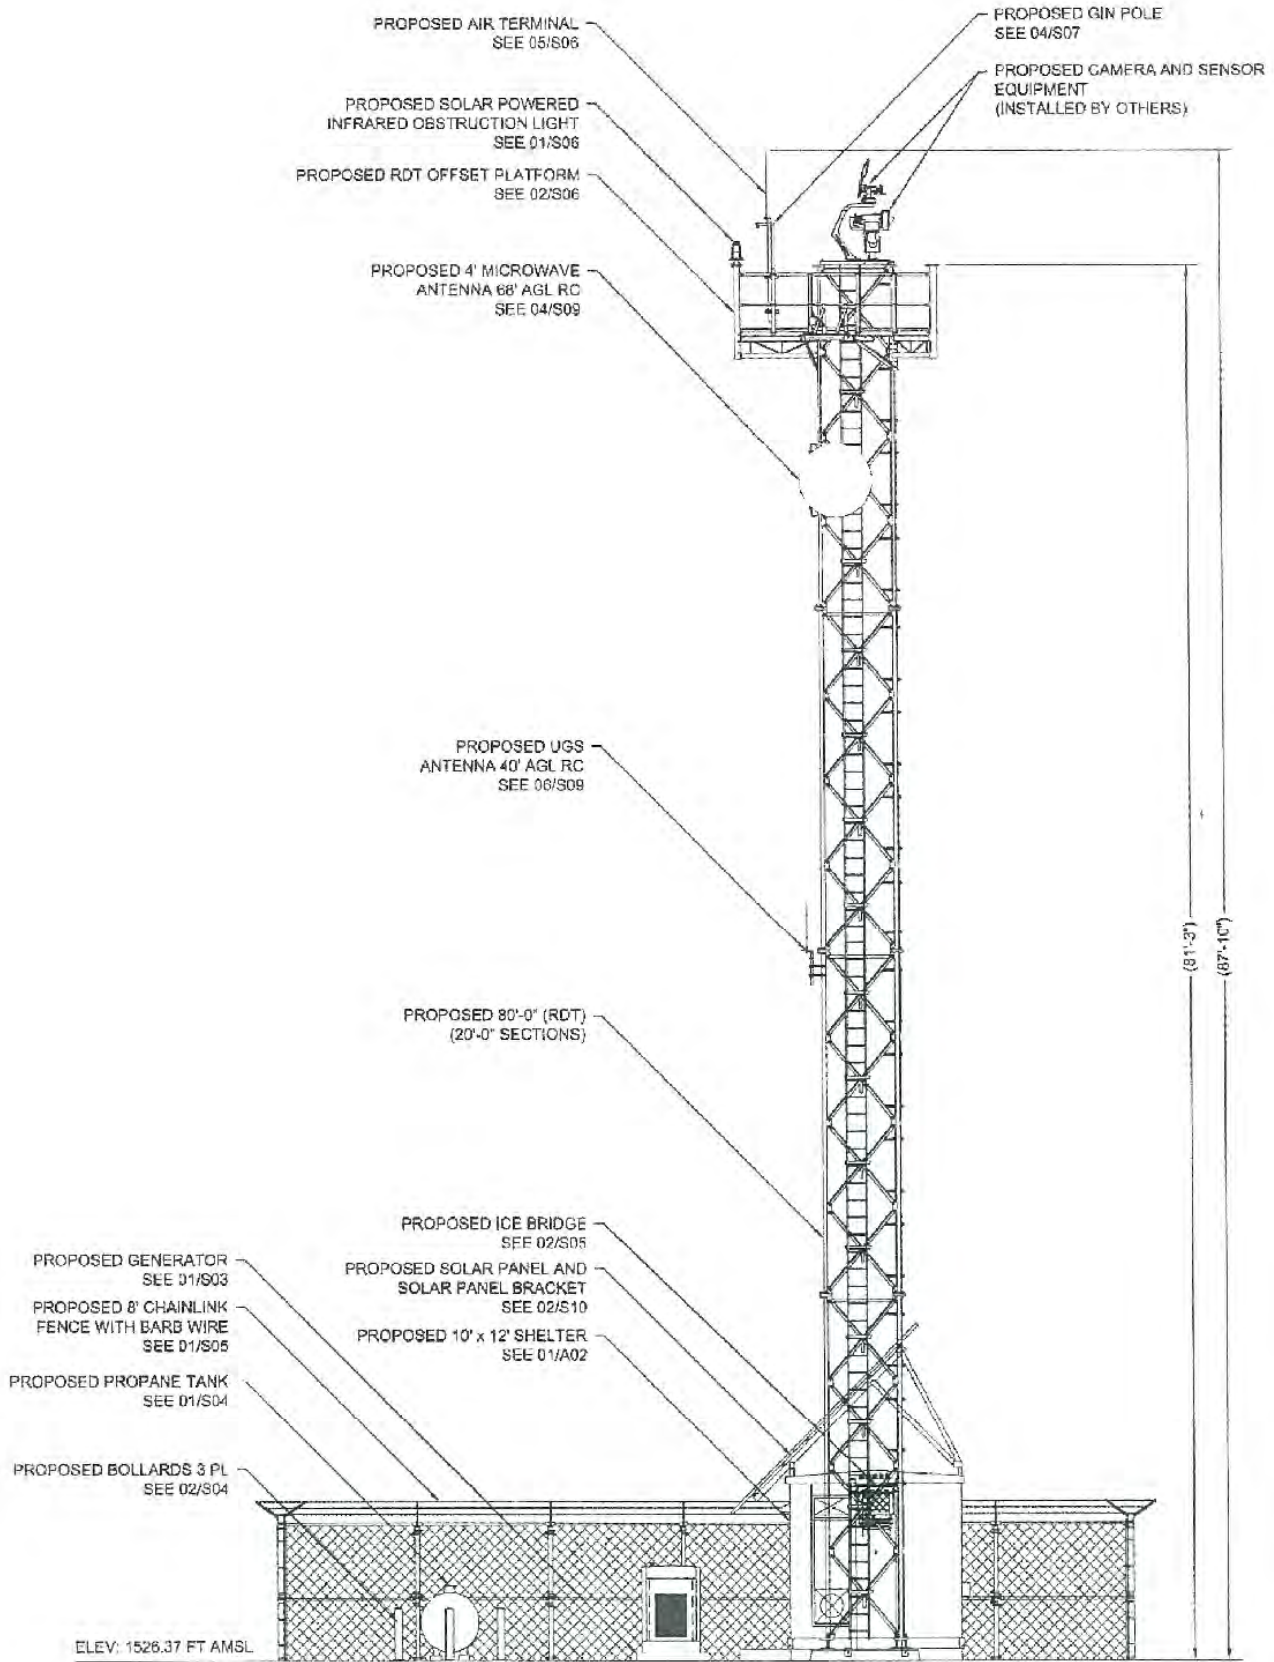 PROPOSED AIR TERMINAL
SEE 05/S06
PROPOSED GIN POLE
SEE 04/S07
PROPOSED CAMERA AND SENSOR
EQUIPMENT
(INSTALLED BY OTHERS)
PROPOSED SOLAR POWERED
INFRARED OBSTRUCTION LIGHT
SEE 01/S06
PROPOSED RDT OFFSET PLATFORM
SEE 02/S06
PROPOSED 4' MICROWAVE
ANTENNA 68' AGL RC
SEE 04/S09
PROPOSED UGS
ANTENNA 40' AGL RC
SEE 06/S09
(81'-3")
(87'-10")
PROPOSED 80'-0" (RDT)
(20'-0" SECTIONS)
PROPOSED ICE BRIDGE
SEE 02/S05
PROPOSED GENERATOR
SEE 01/S03
PROPOSED SOLAR PANEL AND
SOLAR PANEL BRACKET
SEE 02/S10
PROPOSED 8' CHAINLINK
FENCE WITH BARB WIRE
SEE 01/S05
PROPOSED 10' x 12' SHELTER
SEE 01/A02
PROPOSED PROPANE TANK
SEE 01/S04
PROPOSED BOLLARDS 3 PL
SEE 02/S04
ELEV: 1526.37 FT AMSL